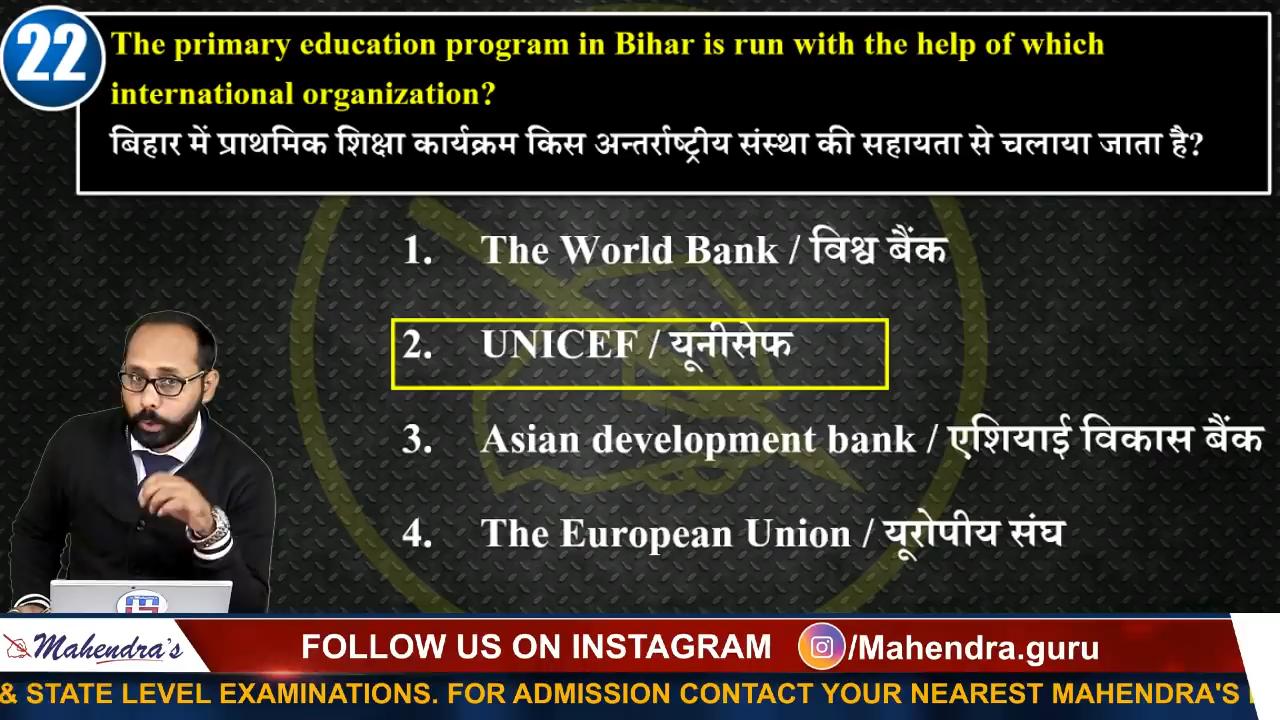 22
The primary education program in Bihar is run with the help of which
international organization?
बिहार में प्राथमिक शिक्षा कार्यक्रम किस अन्तर्राष्ट्रीय संस्था की सहायता से चलाया जाता है?
1. The World Bank / विश्व बैंक
2. UNICEF / यूनीसेफ
3. Asian development bank / एशियाई विकास बैंक
4. The European Union / यूरोपीय संघ
Mahendra's FOLLOW US ON INSTAGRAM /Mahendra.guru
& STATE LEVEL EXAMINATIONS. FOR ADMISSION CONTACT YOUR NEAREST MAHENDRA'S